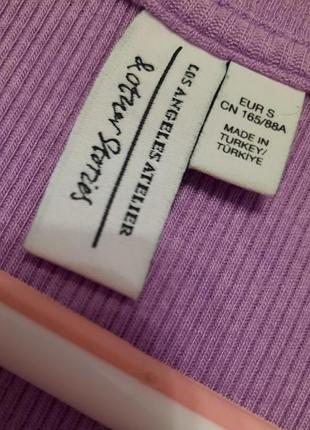 & Other Stories
LOS ANGELES ATELIER
EUR S
CN 165/88A
MADE IN
TURKEY/
TÜRKIYE